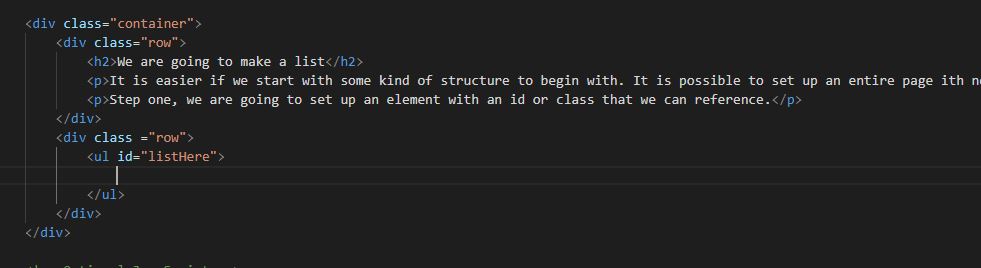 <div class="container">
<div class="row">
<h2>We are going to make a list</h2>
<p>It is easier if we start with some kind of structure to begin with. It is possible to set up an entire page ith
<p>Step one, we are going to set up an element with an id or class that we can reference.</p>
</div>
<div class ="row">
<ul id="listHere">
</ul>
</div>
</div>